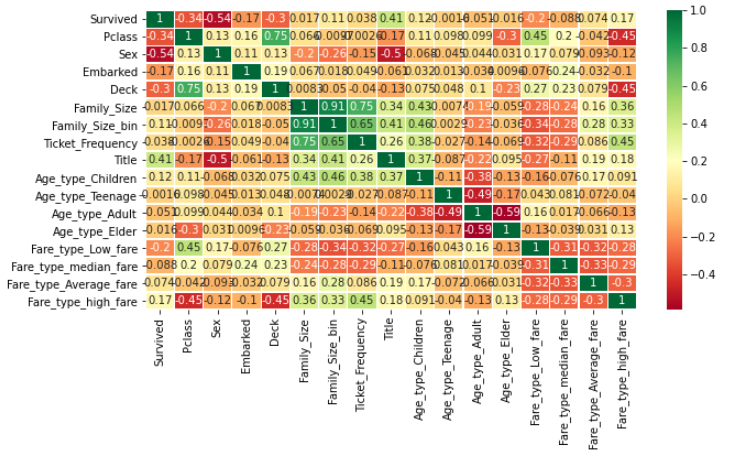 Survived 1 -0.34 -0.54 -0.17 -0.3 0.017 0.11 0.038 0.41 0.12 -0.0016 -0.051 -0.016 -0.2 -0.088 0.074 0.17 1.0
Pclass -0.34 1 0.13 0.16 0.75 0.066 0.099 0.099 -0.3 0.45 0.2 -0.042 -0.45
Sex -0.54 0.13 1 0.11 0.13 -0.2 -0.26 -0.15 -0.5 -0.068 0.045 0.044 0.031 0.17 0.079 -0.093 -0.12 0.8
Embarked -0.17 0.16 0.11 1 0.19 0.067 0.018 0.049 -0.061 0.032 0.013 0.0096 -0.076 0.24 -0.032 -0.1
Deck -0.3 0.75 0.13 0.19 1 0.0083 -0.05 -0.04 -0.13 0.075 0.048 0.1 -0.23 0.27 0.23 0.079 -0.45 0.6
Family_Size 0.017 0.066 -0.2 0.067 0.0083 1 0.91 0.75 0.34 0.43 -0.0074 -0.19 -0.059 -0.28 -0.24 0.16 0.36
Family_Size_bin 0.11 -0.26 0.018 -0.05 0.91 1 0.65 0.41 0.46 0.0029 -0.23 -0.036 -0.34 -0.28 0.28 0.33 0.4
Ticket_Frequency 0.038 0.0026 -0.15 0.049 -0.04 0.75 0.65 1 0.26 0.38 -0.027 -0.14 -0.069 -0.32 -0.29 0.086 0.45
Title 0.41 -0.17 -0.5 -0.061 -0.13 0.34 0.41 0.26 1 0.37 -0.087 -0.22 0.095 -0.27 -0.11 0.19 0.18 0.2
Age_type_Children 0.12 0.11 -0.068 0.032 0.075 0.43 0.46 0.38 0.37 1 -0.11 -0.38 -0.13 -0.16 -0.076 0.17 0.091
Age_type_Teenage -0.0016 0.098 0.045 0.013 0.048 -0.0074 0.0029 -0.027 -0.087 -0.11 1 -0.49 -0.17 0.043 0.081 -0.072 -0.04 0.0
Age_type_Adult -0.051 0.099 0.044 0.034 0.1 -0.19 -0.23 -0.14 -0.22 -0.38 -0.49 1 -0.59 0.16 0.017 -0.066 -0.13
Age_type_Elder -0.016 -0.3 0.031 0.0096 -0.23 -0.059 -0.036 -0.069 0.095 -0.13 -0.17 -0.59 1 -0.13 -0.039 0.031 0.13 −0.2
Fare_type_Low_fare -0.2 0.45 0.17 -0.076 0.27 -0.28 -0.34 -0.32 -0.27 -0.16 0.043 0.16 -0.13 1 -0.31 -0.32 -0.28
Fare_type_median_fare -0.088 0.2 0.079 0.24 0.23 -0.24 -0.28 -0.29 -0.11 -0.076 0.081 0.017 -0.039 -0.31 1 -0.33 -0.29 −0.4
Fare_type_Average_fare 0.074 -0.042 -0.093 -0.032 0.079 0.16 0.28 0.086 0.19 0.17 -0.072 -0.066 0.031 -0.32 -0.33 1 -0.3
Fare_type_high_fare 0.17 -0.45 -0.12 -0.1 -0.45 0.36 0.33 0.45 0.18 0.091 -0.04 -0.13 0.13 -0.28 -0.29 -0.3 1
Survived
Pclass
Sex
Embarked
Deck
Family_Size
Family_Size_bin
Ticket_Frequency
Title
Age_type_Children
Age_type_Teenage
Age_type_Adult
Age_type_Elder
Fare_type_Low_fare
Fare_type_median_fare
Fare_type_Average_fare
Fare_type_high_fare